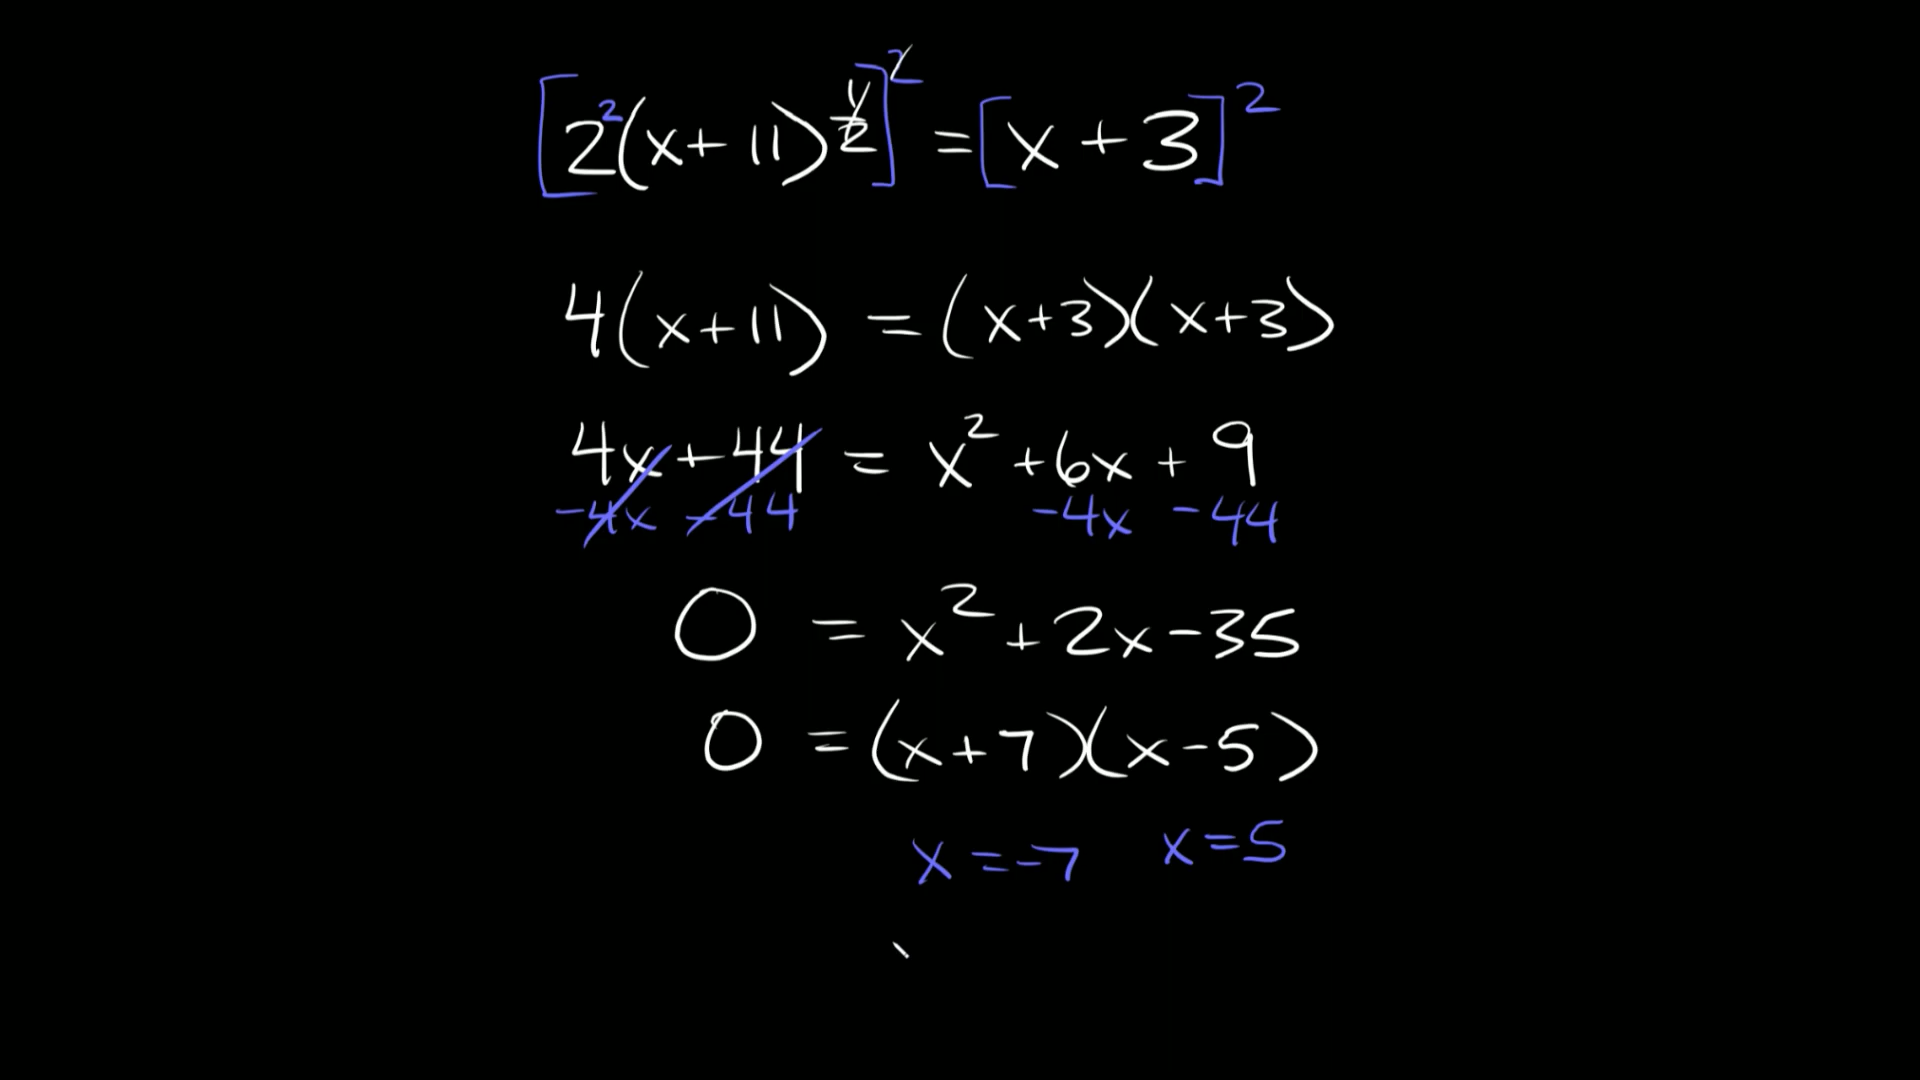 [2²(x+11)^½]² = [x+3]²
4(x+11) = (x+3)(x+3)
4x+44 = x²+6x+9
-4x -44 -4x -44
0 = x²+2x-35
0 = (x+7)(x-5)
x=-7 x=5